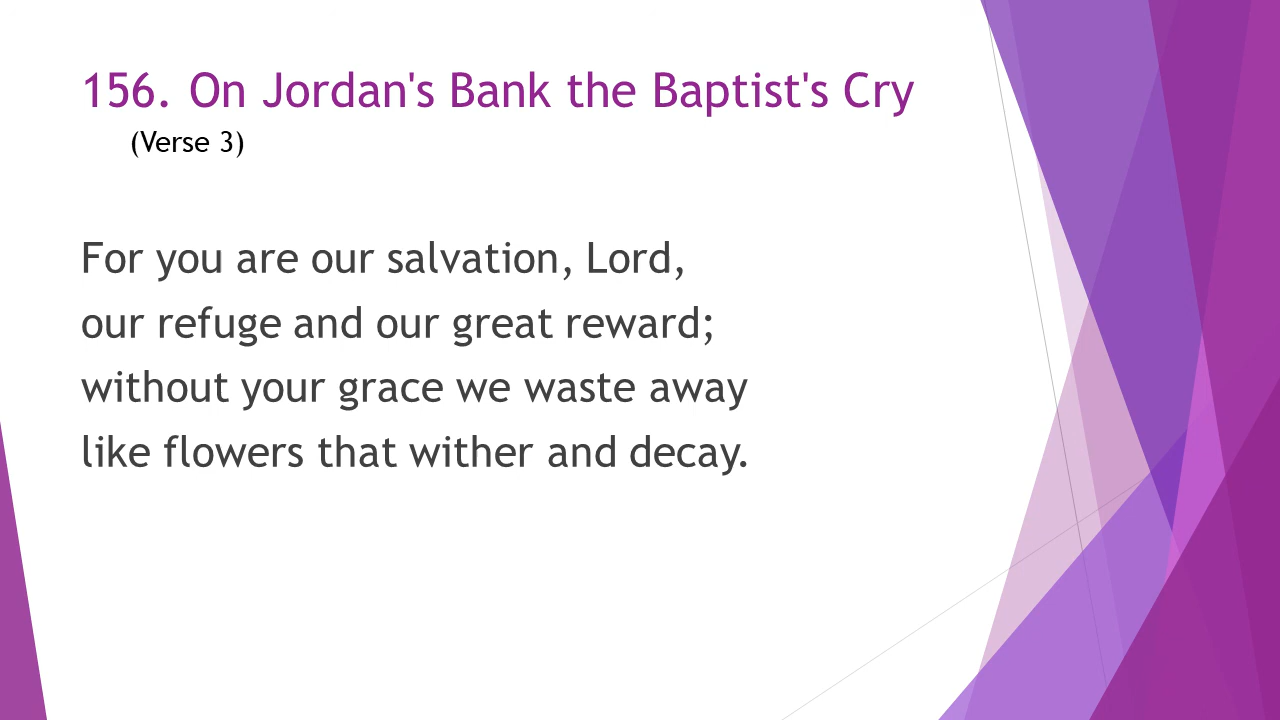 156. On Jordan's Bank the Baptist's Cry
(Verse 3)
For you are our salvation, Lord,
our refuge and our great reward;
without your grace we waste away
like flowers that wither and decay.